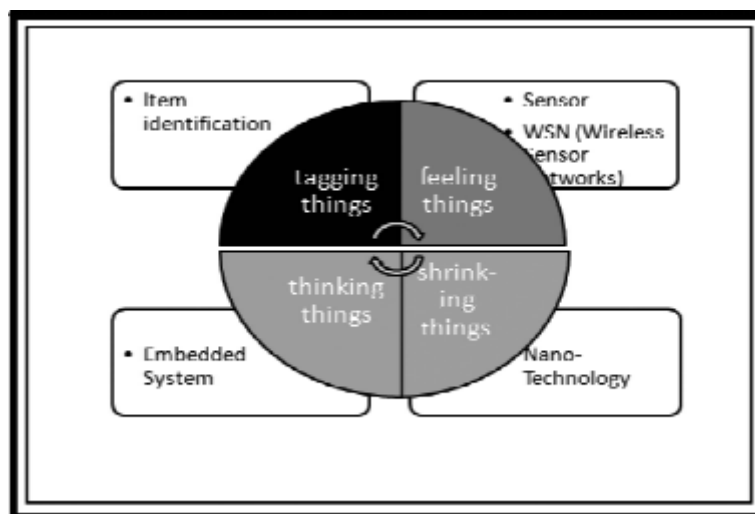 • Item
identification
• Sensor
• WSN (Wireless
Sensor
Networks)
tagging
things
feeling
things
thinking
things
shrink-
ing
things
• Embedded
System
Nano-
Technology